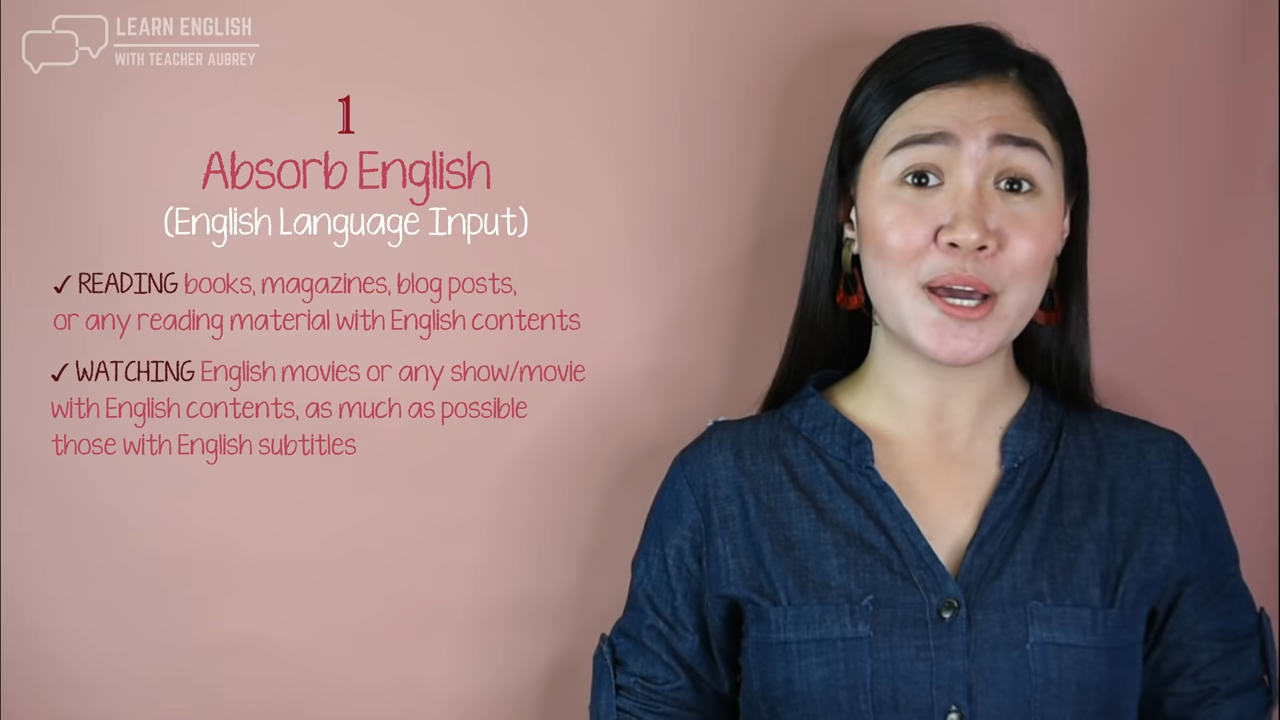 LEARN ENGLISH
WITH TEACHER AUBREY
1
Absorb English
(English Language Input)
✓ READING books, magazines, blog posts,
or any reading material with English contents
✓ WATCHING English movies or any show/movie
with English contents, as much as possible
those with English subtitles